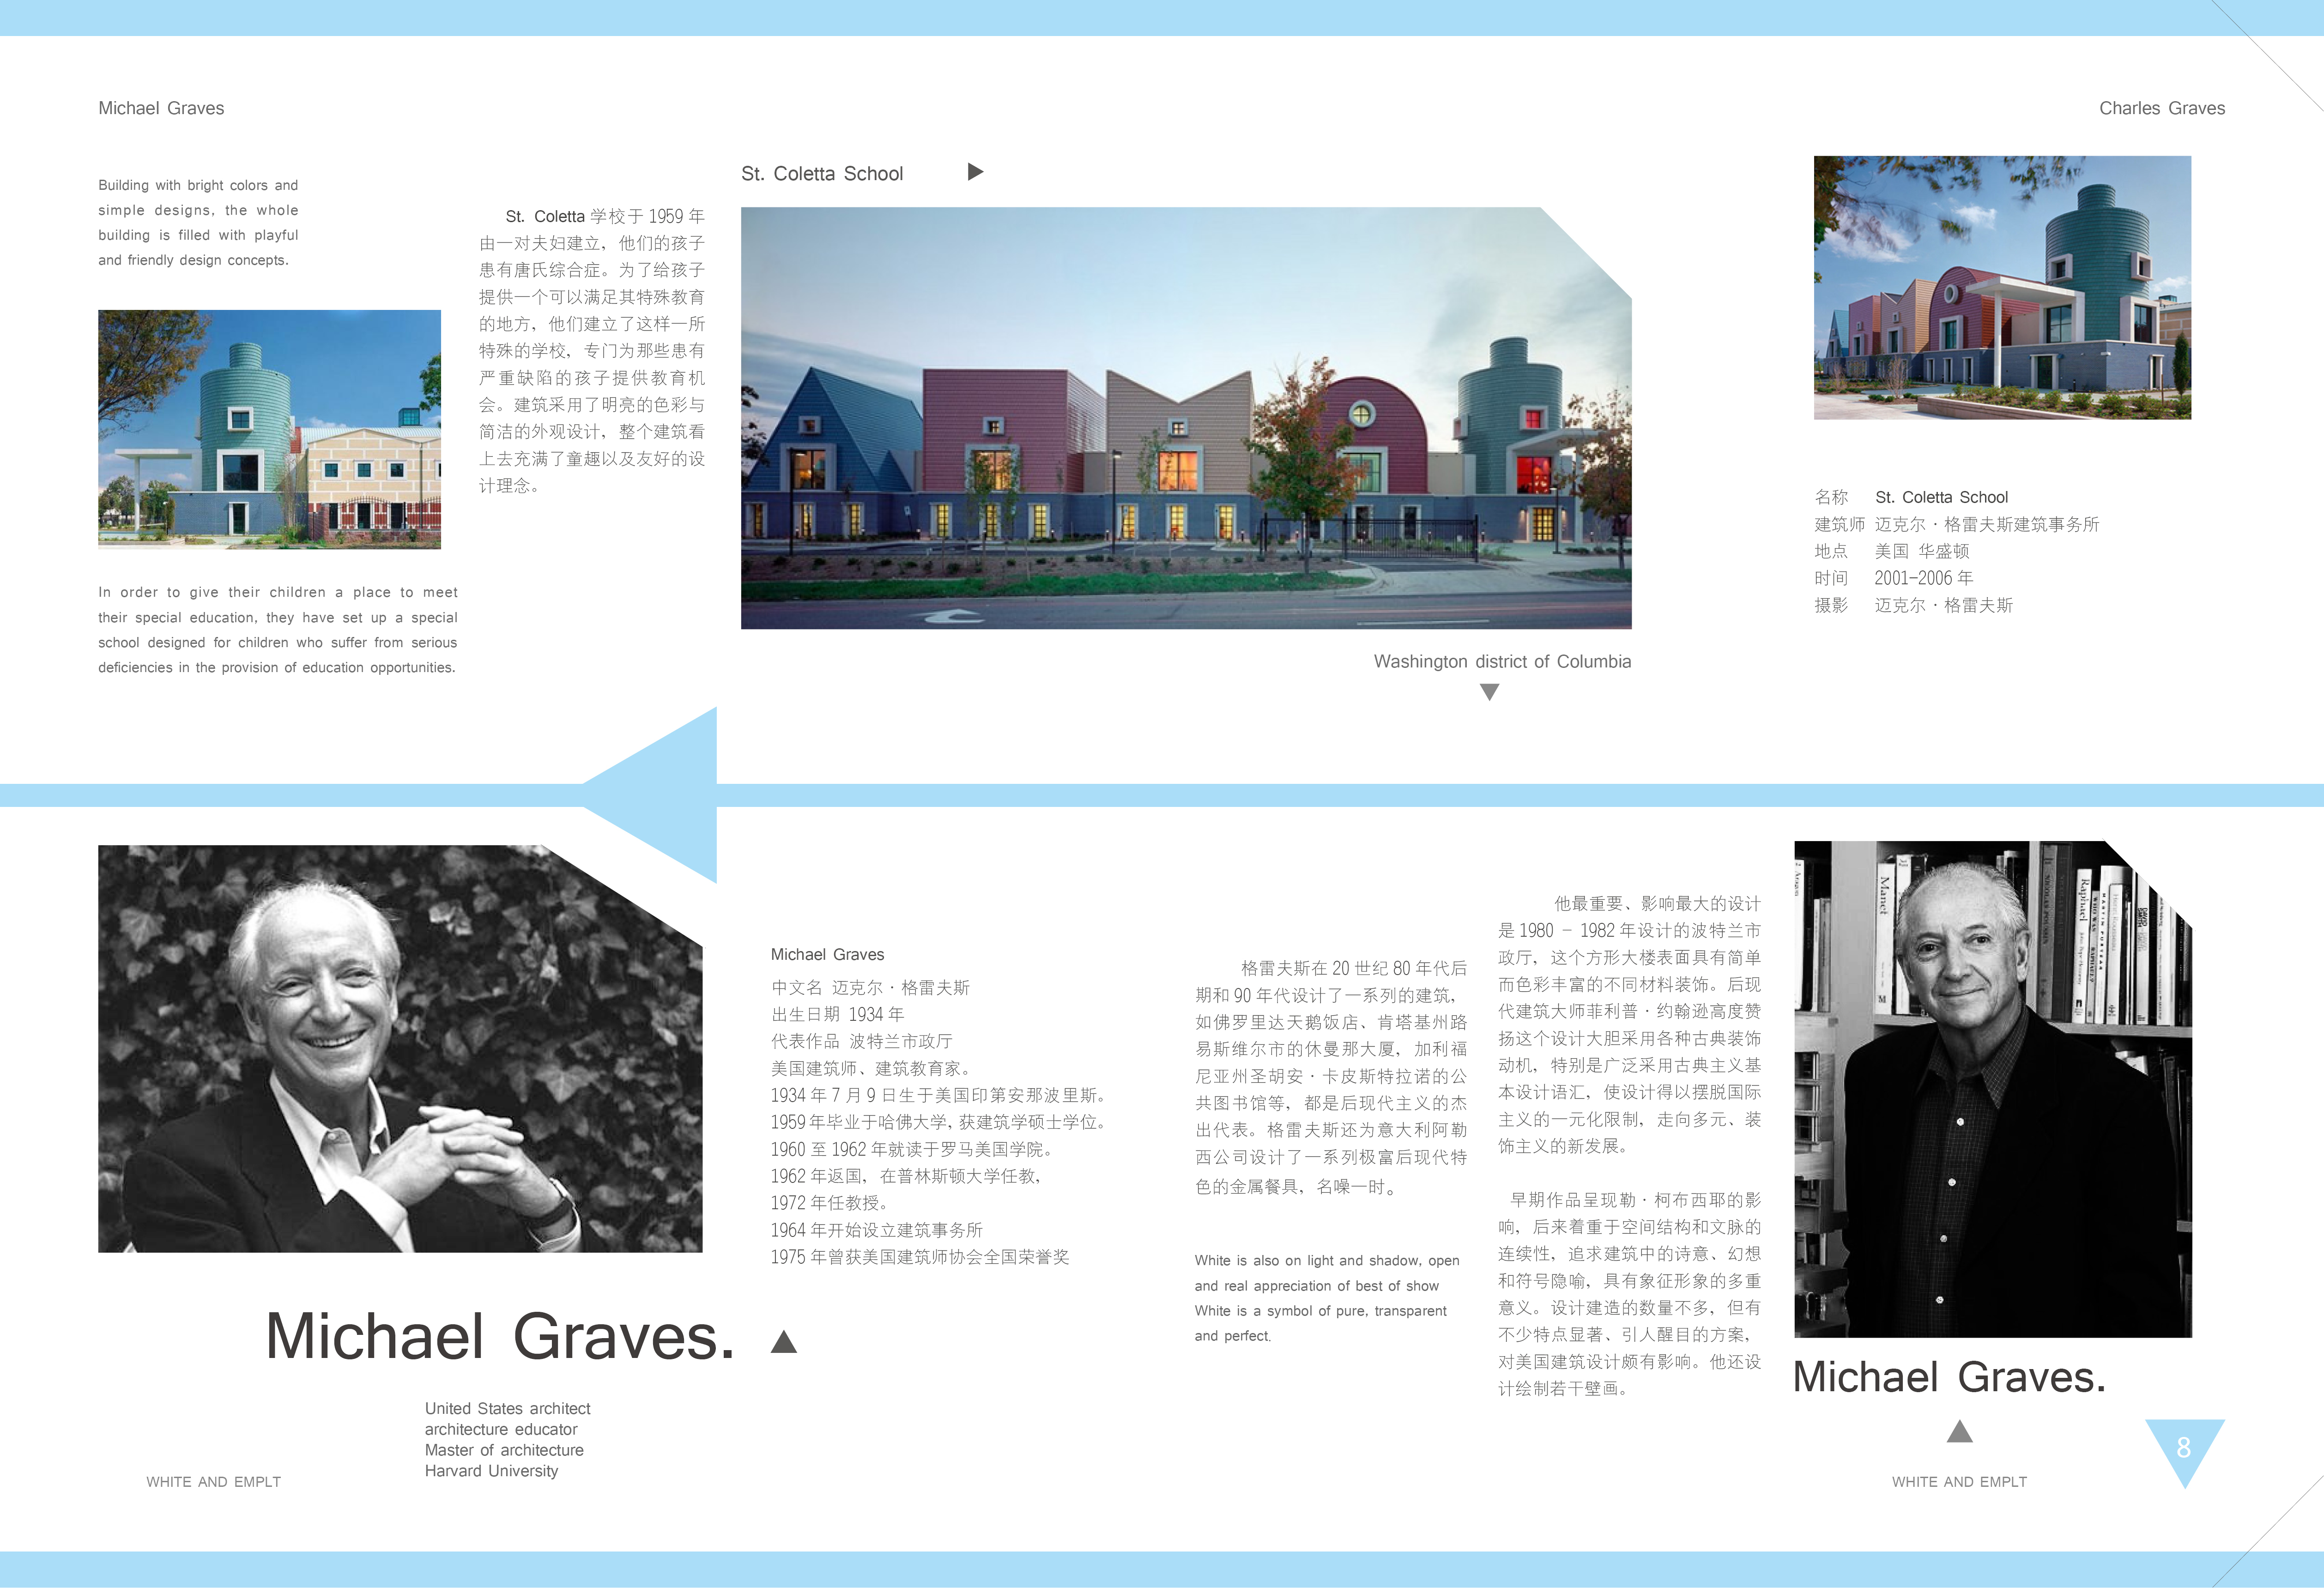 Michael Graves
Charles Graves
Building with bright colors and
simple designs, the whole
building is filled with playful
and friendly design concepts.
In order to give their children a place to meet
their special education, they have set up a special
school designed for children who suffer from serious
deficiencies in the provision of education opportunities.
St. Coletta 学校于 1959 年
由一对夫妇建立，他们的孩子
患有唐氏综合症。为了给孩子
提供一个可以满足其特殊教育
的地方，他们建立了这样一所
特殊的学校，专门为那些患有
严重缺陷的孩子提供教育机
会。建筑采用了明亮的色彩与
简洁的外观设计，整个建筑看
上去充满了童趣以及友好的设
计理念。
St. Coletta School
Washington district of Columbia
名称 St. Coletta School
建筑师 迈克尔·格雷夫斯建筑事务所
地点 美国 华盛顿
时间 2001-2006 年
摄影 迈克尔·格雷夫斯
Michael Graves.
United States architect
architecture educator
Master of architecture
Harvard University
WHITE AND EMPLT
Michael Graves
中文名 迈克尔·格雷夫斯
出生日期 1934 年
代表作品 波特兰市政厅
美国建筑师、建筑教育家。
1934 年 7 月 9 日生于美国印第安那波里斯。
1959 年毕业于哈佛大学, 获建筑学硕士学位。
1960 至 1962 年就读于罗马美国学院。
1962 年返国，在普林斯顿大学任教,
1972 年任教授。
1964 年开始设立建筑事务所
1975 年曾获美国建筑师协会全国荣誉奖
格雷夫斯在 20 世纪 80 年代后
期和 90 年代设计了一系列的建筑,
如佛罗里达天鹅饭店、肯塔基州路
易斯维尔市的休曼那大厦，加利福
尼亚州圣胡安·卡皮斯特拉诺的公
共图书馆等，都是后现代主义的杰
出代表。格雷夫斯还为意大利阿勒
西公司设计了一系列极富后现代特
色的金属餐具，名噪一时。
White is also on light and shadow, open
and real appreciation of best of show
White is a symbol of pure, transparent
and perfect.
他最重要、影响最大的设计
是 1980 - 1982 年设计的波特兰市
政厅，这个方形大楼表面具有简单
而色彩丰富的不同材料装饰。后现
代建筑大师菲利普·约翰逊高度赞
扬这个设计大胆采用各种古典装饰
动机，特别是广泛采用古典主义基
本设计语汇，使设计得以摆脱国际
主义的一元化限制，走向多元、装
饰主义的新发展。
早期作品呈现勒·柯布西耶的影
响，后来着重于空间结构和文脉的
连续性，追求建筑中的诗意、幻想
和符号隐喻，具有象征形象的多重
意义。设计建造的数量不多，但有
不少特点显著、引人醒目的方案,
对美国建筑设计颇有影响。他还设
计绘制若干壁画。
Manet
Raphael
Michael Graves.
WHITE AND EMPLT
8